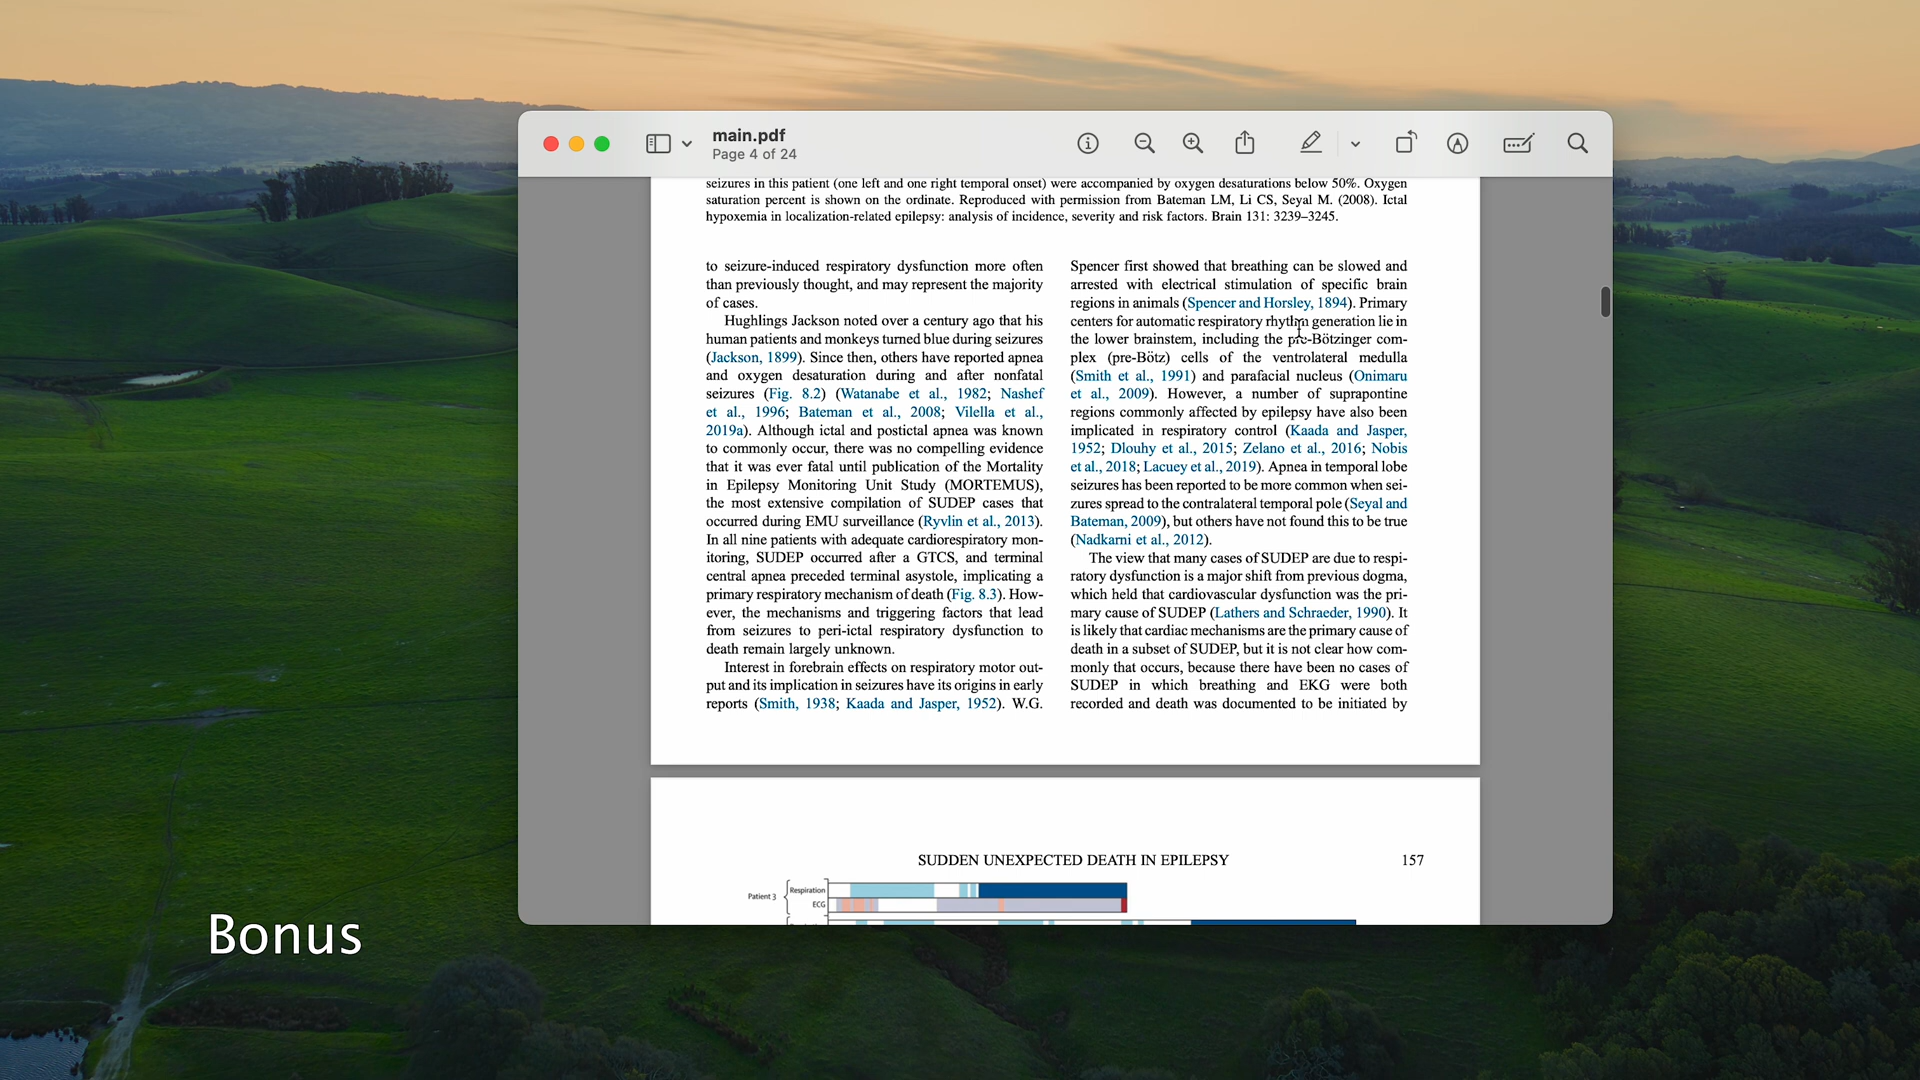 main.pdf
Page 4 of 24
seizures in this patient (one left and one right temporal onset) were accompanied by oxygen desaturations below 50%. Oxygen
saturation percent is shown on the ordinate. Reproduced with permission from Bateman LM, Li CS, Seyal M. (2008). Ictal
hypoxemia in localization-related epilepsy: analysis of incidence, severity and risk factors. Brain 131: 3239–3245.
to seizure-induced respiratory dysfunction more often
than previously thought, and may represent the majority
of cases.
Hughlings Jackson noted over a century ago that his
human patients and monkeys turned blue during seizures
(Jackson, 1899). Since then, others have reported apnea
and oxygen desaturation during and after nonfatal
seizures (Fig. 8.2) (Watanabe et al., 1982; Nashef
et al., 1996; Bateman et al., 2008; Vilella et al.,
2019a). Although ictal and postictal apnea was known
to commonly occur, there was no compelling evidence
that it was ever fatal until publication of the Mortality
in Epilepsy Monitoring Unit Study (MORTEMUS),
the most extensive compilation of SUDEP cases that
occurred during EMU surveillance (Ryvlin et al., 2013).
In all nine patients with adequate cardiorespiratory mon-
itoring, SUDEP occurred after a GTCS, and terminal
central apnea preceded terminal asystole, implicating a
primary respiratory mechanism of death (Fig. 8.3). How-
ever, the mechanisms and triggering factors that lead
from seizures to peri-ictal respiratory dysfunction to
death remain largely unknown.
Interest in forebrain effects on respiratory motor out-
put and its implication in seizures have its origins in early
reports (Smith, 1938; Kaada and Jasper, 1952). W.G.
Spencer first showed that breathing can be slowed and
arrested with electrical stimulation of specific brain
regions in animals (Spencer and Horsley, 1894). Primary
centers for automatic respiratory rhythm generation lie in
the lower brainstem, including the pre-Bötzinger com-
plex (pre-Bötz) cells of the ventrolateral medulla
(Smith et al., 1991) and parafacial nucleus (Onimaru
et al., 2009). However, a number of suprapontine
regions commonly affected by epilepsy have also been
implicated in respiratory control (Kaada and Jasper,
1952; Dlouhy et al., 2015; Zelano et al., 2016; Nobis
et al., 2018; Lacuey et al., 2019). Apnea in temporal lobe
seizures has been reported to be more common when sei-
zures spread to the contralateral temporal pole (Seyal and
Bateman, 2009), but others have not found this to be true
(Nadkarni et al., 2012).
The view that many cases of SUDEP are due to respi-
ratory dysfunction is a major shift from previous dogma,
which held that cardiovascular dysfunction was the pri-
mary cause of SUDEP (Lathers and Schraeder, 1990). It
is likely that cardiac mechanisms are the primary cause of
death in a subset of SUDEP, but it is not clear how com-
monly that occurs, because there have been no cases of
SUDEP in which breathing and EKG were both
recorded and death was documented to be initiated by
SUDDEN UNEXPECTED DEATH IN EPILEPSY 157
Patient 3
Respiration
ECG
Bonus